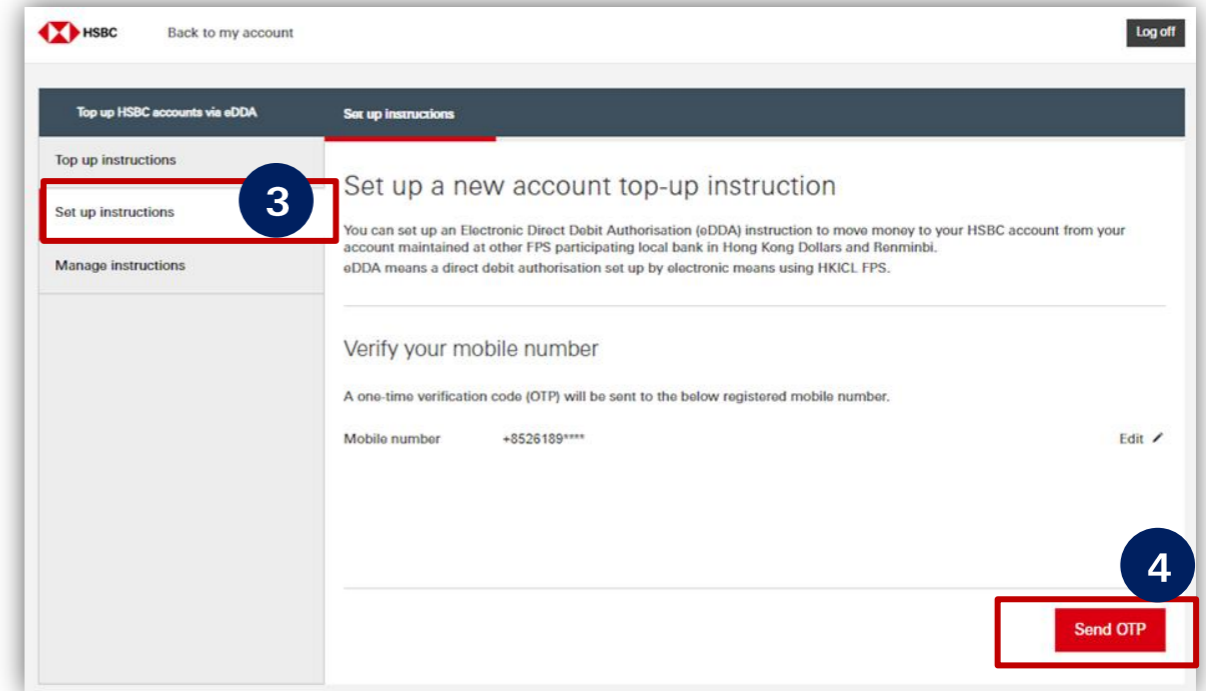 HSBC
Back to my account
Log off
Top up HSBC accounts via eDDA
Set up instructions
Top up instructions
Set up instructions
3
Manage instructions
Set up a new account top-up instruction
You can set up an Electronic Direct Debit Authorisation (eDDA) instruction to move money to your HSBC account from your
account maintained at other FPS participating local bank in Hong Kong Dollars and Renminbi.
eDDA means a direct debit authorisation set up by electronic means using HKICL FPS.
Verify your mobile number
A one-time verification code (OTP) will be sent to the below registered mobile number.
Mobile number +8526189**** Edit
4
Send OTP